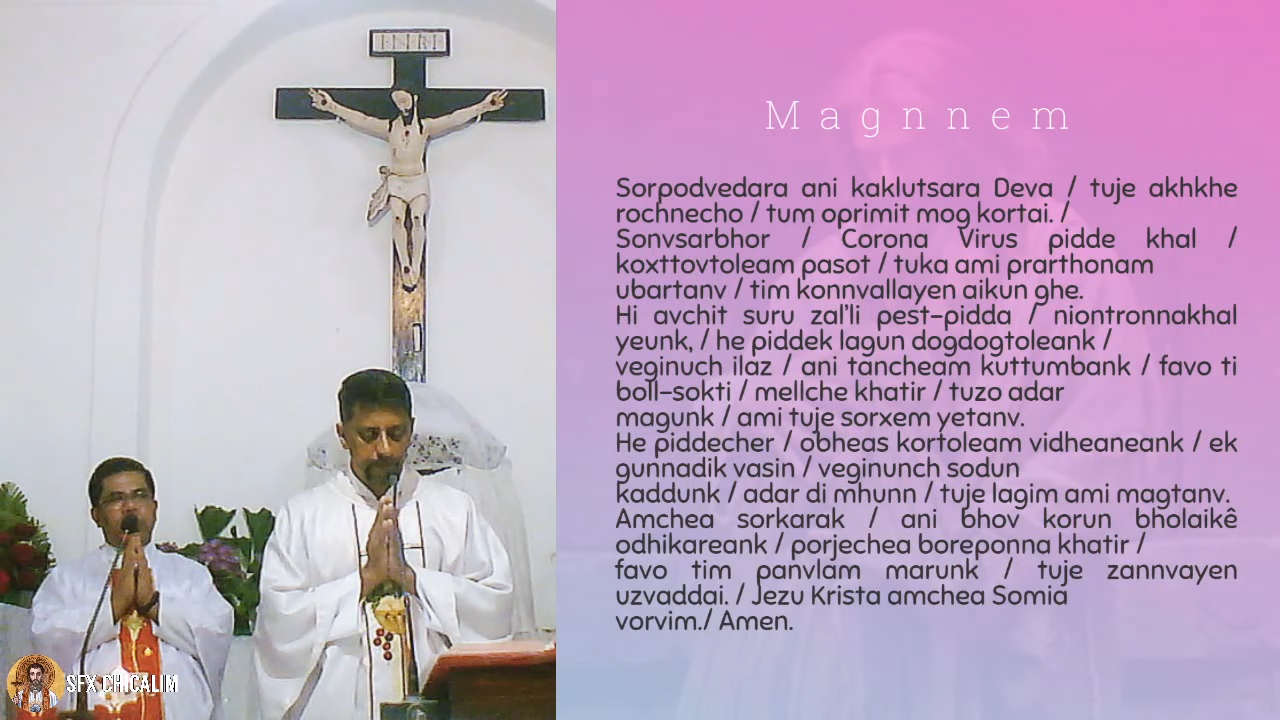 I N R I
SFX CHICALIM
Magnnem
Sorpodvedara ani kaklutsara Deva / tuje akhkhe
rochnecho / tum oprimit mog kortai. /
Sonvsarbhor / Corona Virus pidde khal /
koxttovtoleam pasot / tuka ami prarthonam
ubartanv / tim konnvallayen aikun ghe.
Hi avchit suru zal'li pest-pidda / niontronnakhal
yeunk, / he piddek lagun dogdogtoleank /
veginuch ilaz / ani tancheam kuttumbank / favo ti
boll-sokti / mellche khatir / tuzo adar
magunk / ami tuje sorxem yetanv.
He piddecher / obheas kortoleam vidheaneank / ek
gunnadik vasin / veginunch sodun
kaddunk / adar di mhunn / tuje lagim ami magtanv.
Amchea sorkarak / ani bhov korun bholaikê
odhikareank / porjechea boreponna khatir /
favo tim panvlam marunk / tuje zannvayen
uzvaddai. / Jezu Krista amchea Somia
vorvim./ Amen.